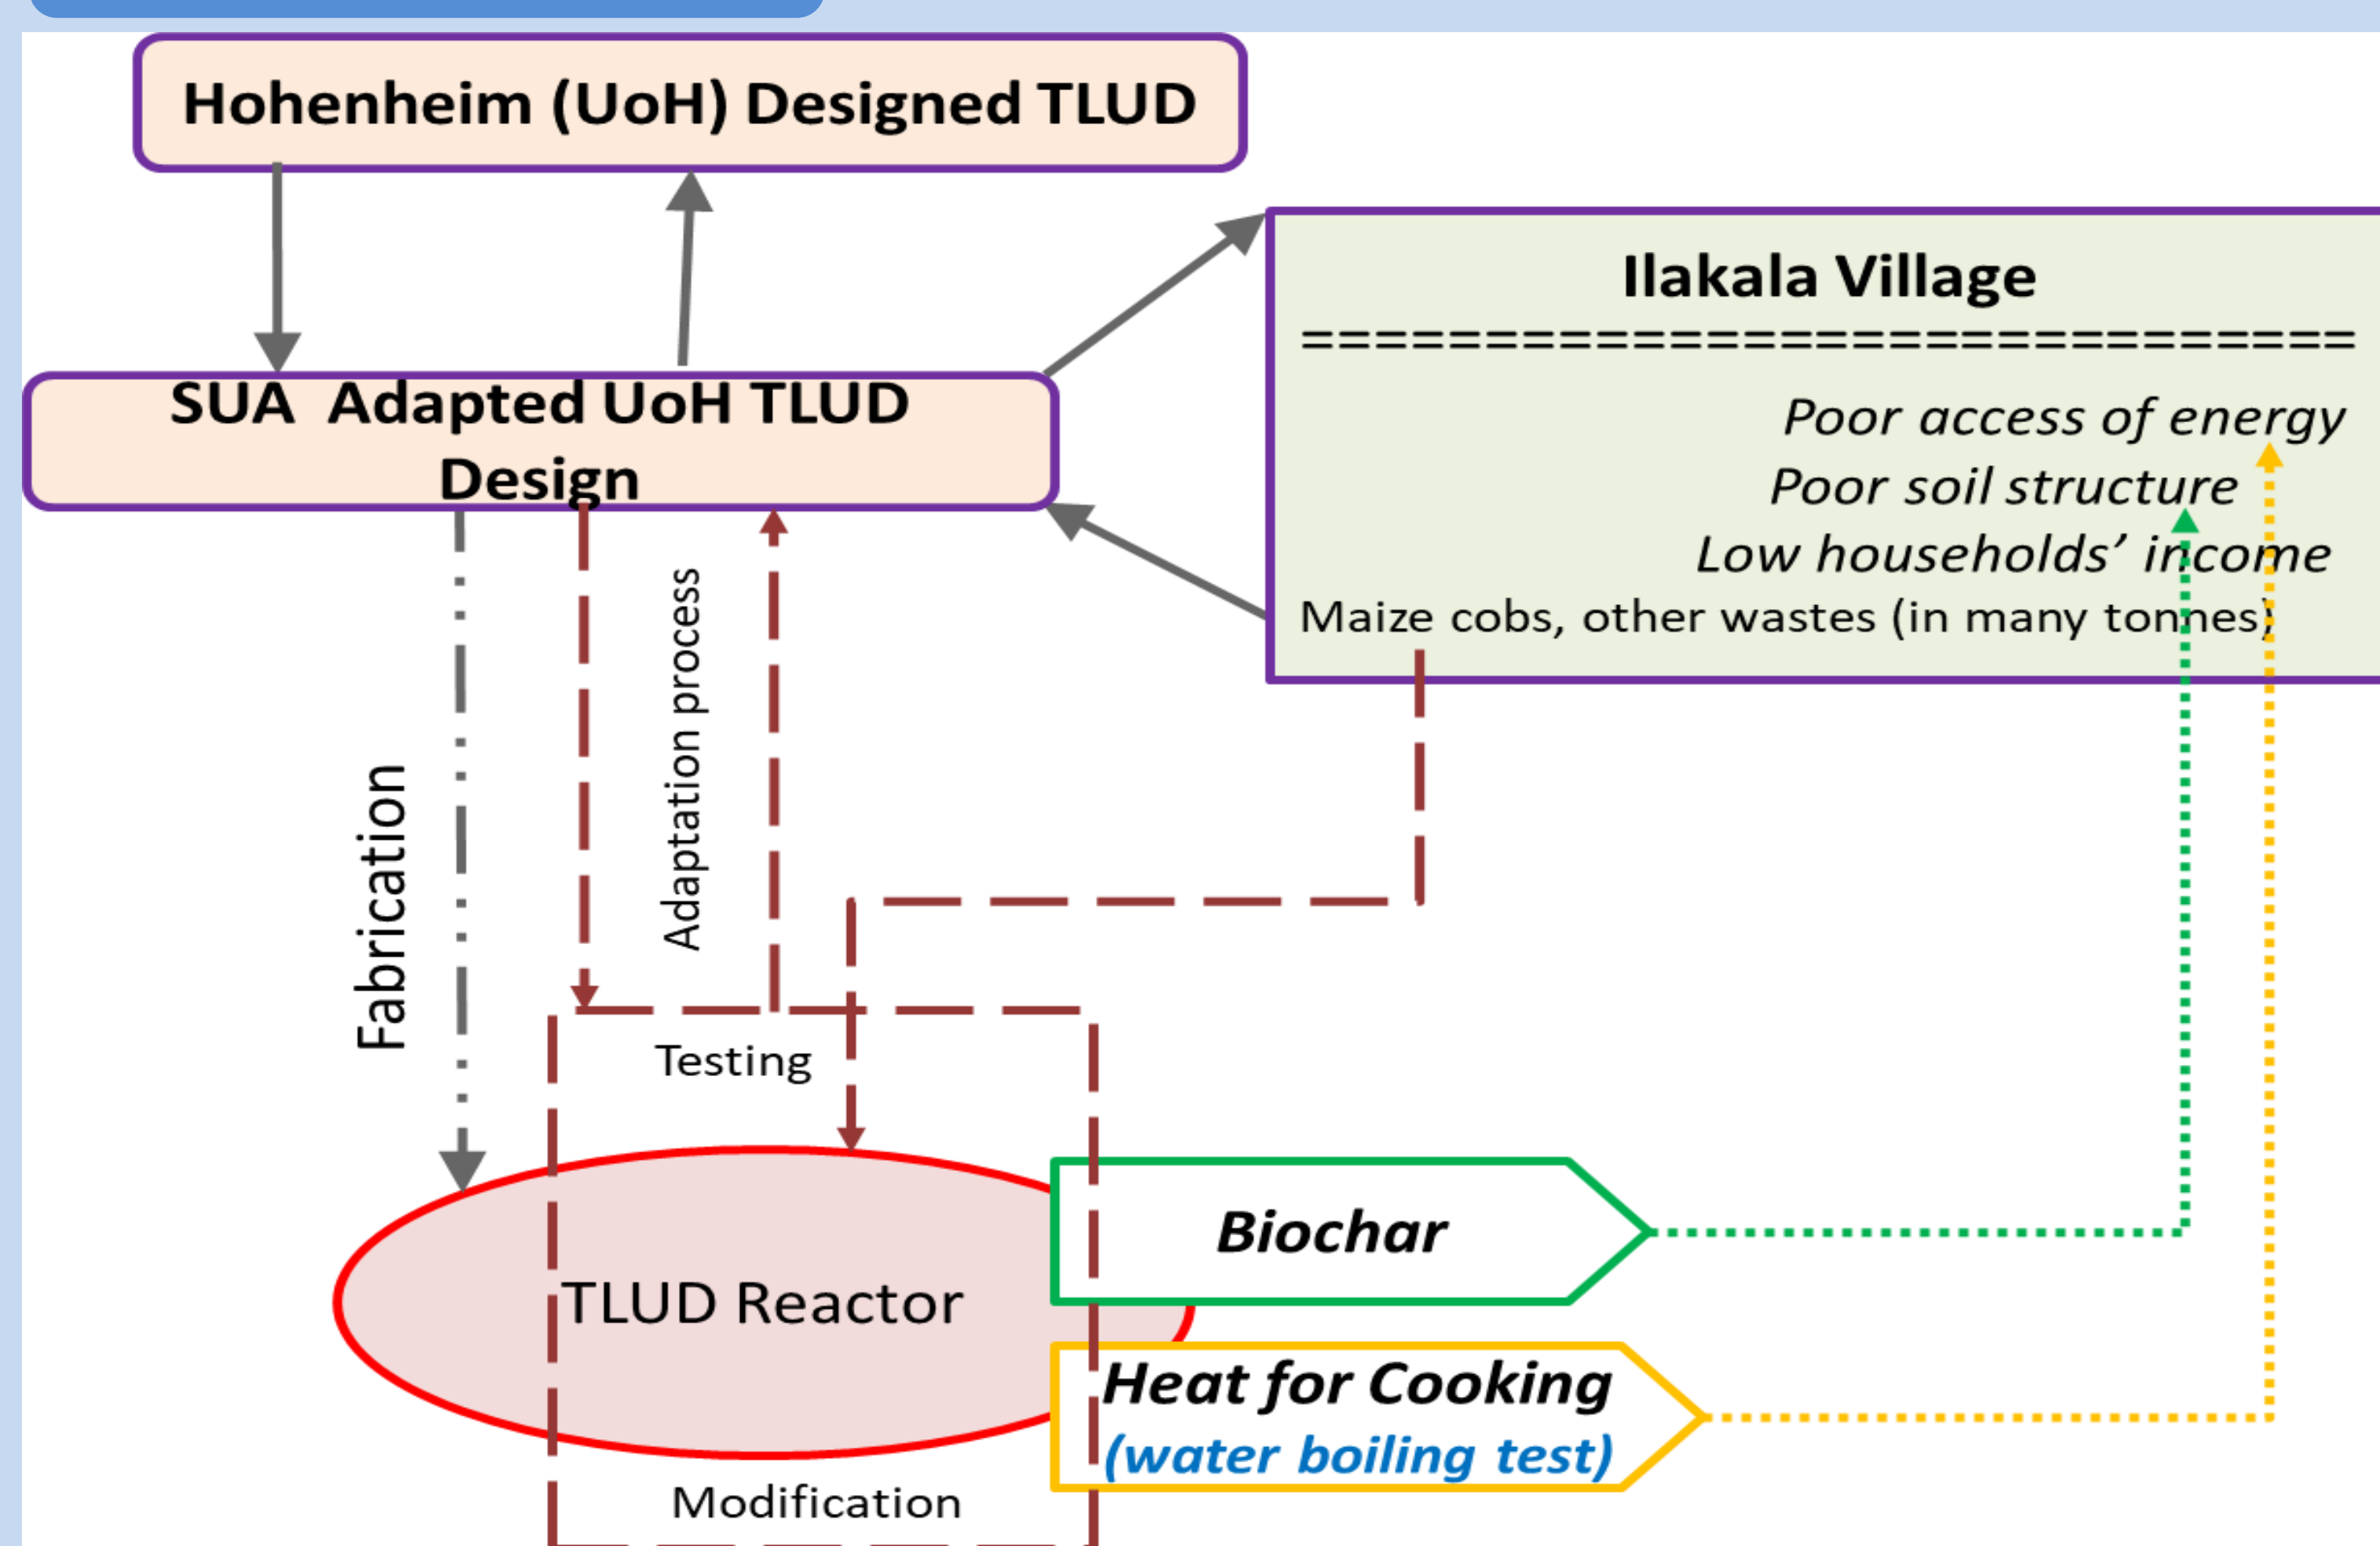 Hohenheim (UoH) Designed TLUD
SUA Adapted UoH TLUD
Design
Ilakala Village
=============================
Poor access of energy
Poor soil structure
Low households’ income
Maize cobs, other wastes (in many tonnes)
Fabrication
Adaptation process
Testing
TLUD Reactor
Modification
Biochar
Heat for Cooking
(water boiling test)